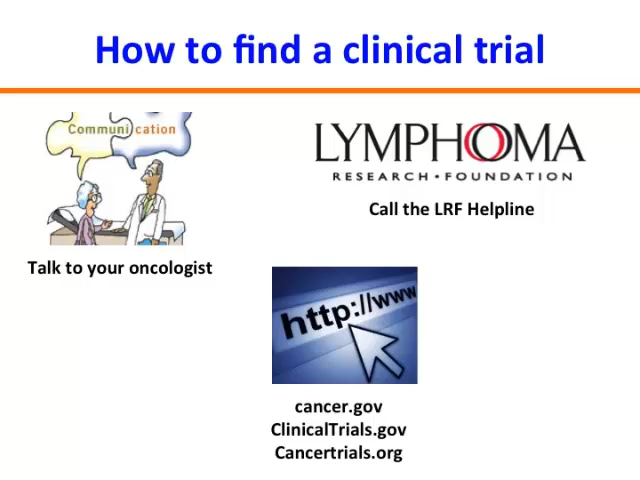 How to find a clinical trial
Communication
LYMPHOMA
RESEARCH • FOUNDATION
Call the LRF Helpline
Talk to your oncologist
http://www
cancer.gov
ClinicalTrials.gov
Cancertrials.org